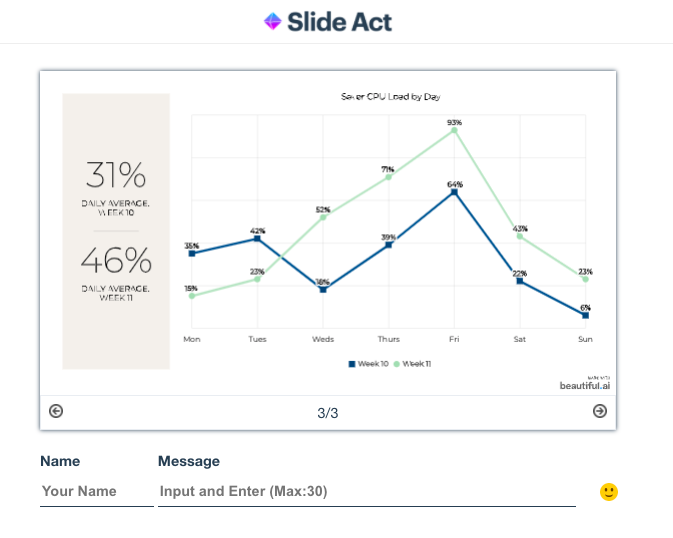 Slide Act
Server CPU Load by Day
31%
DAILY AVERAGE,
WEEK 10
46%
DAILY AVERAGE,
WEEK 11
93%
71%
64%
52%
43%
42%
39%
35%
23%
22%
23%
18%
15%
6%
Mon Tues Weds Thurs Fri Sat Sun
Week 10 Week 11
beautiful.ai
3/3
Name Message
Your Name Input and Enter (Max:30)